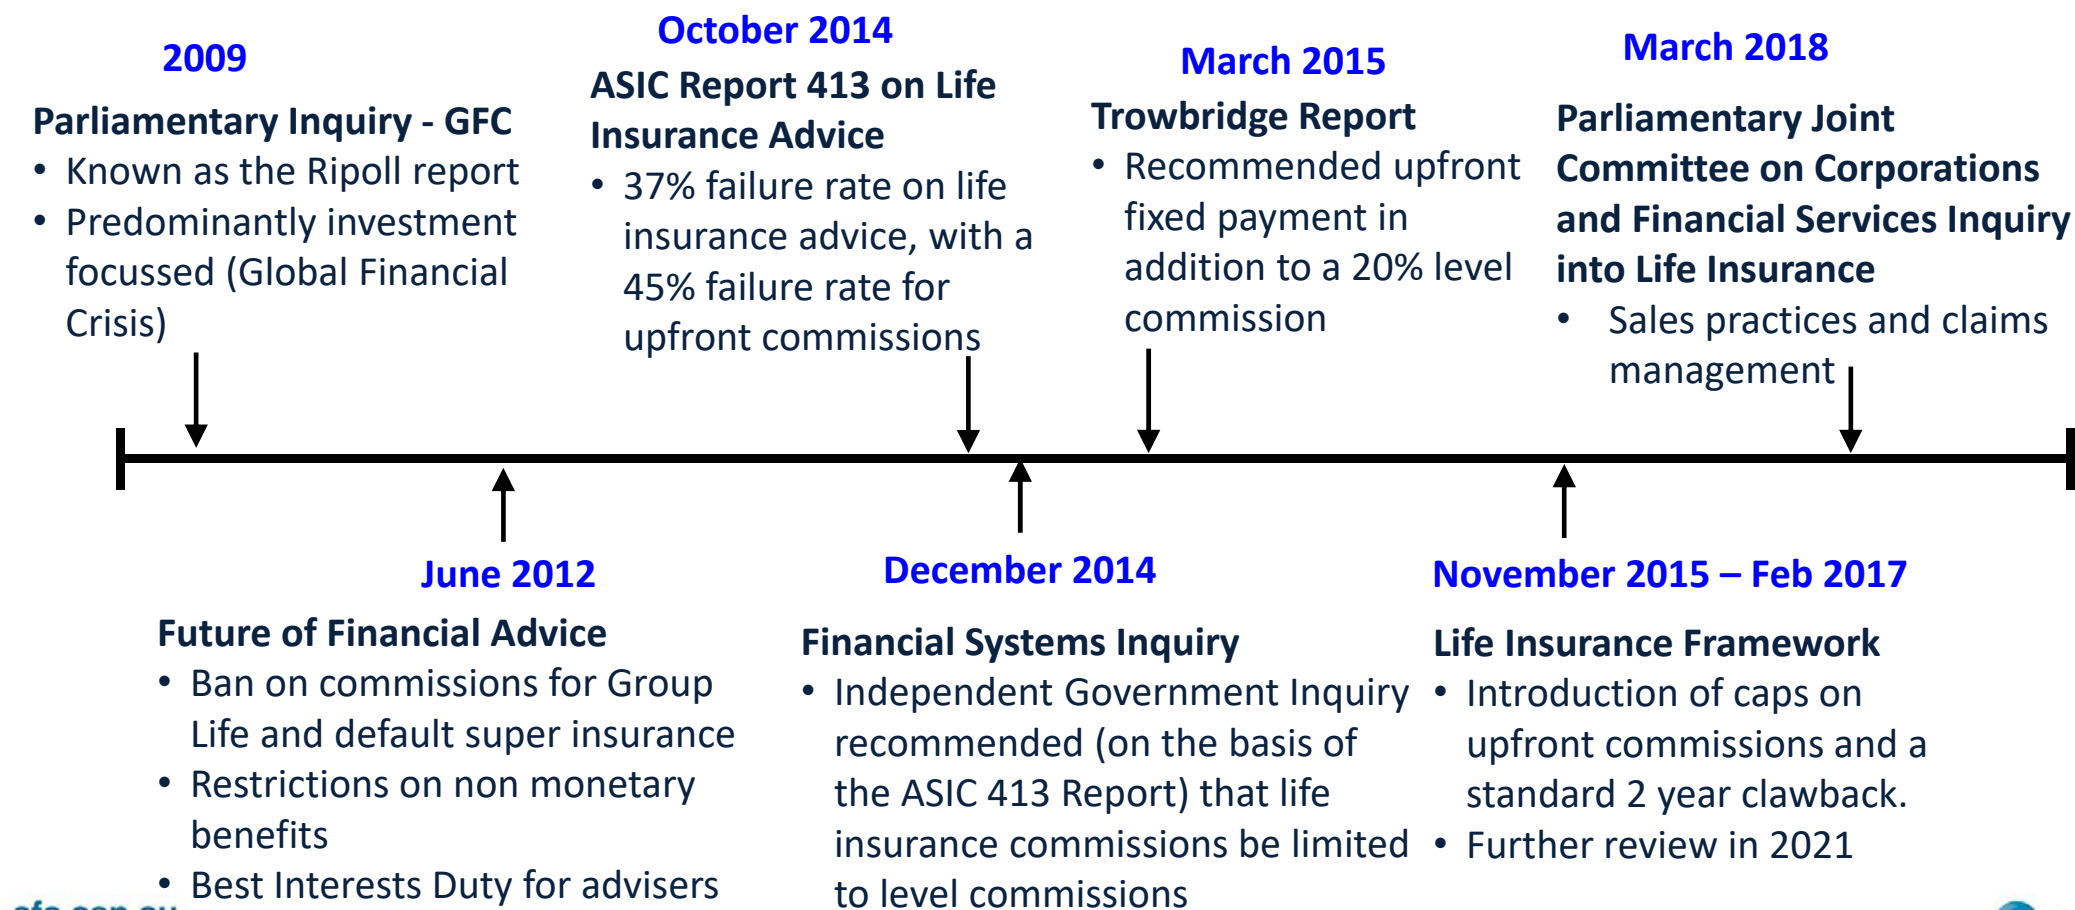 2009
Parliamentary Inquiry - GFC
• Known as the Ripoll report
• Predominantly investment
focussed (Global Financial
Crisis)
October 2014
ASIC Report 413 on Life
Insurance Advice
• 37% failure rate on life
insurance advice, with a
45% failure rate for
upfront commissions
March 2015
Trowbridge Report
• Recommended upfront
fixed payment in
addition to a 20% level
commission
March 2018
Parliamentary Joint
Committee on Corporations
and Financial Services Inquiry
into Life Insurance
• Sales practices and claims
management
June 2012
Future of Financial Advice
• Ban on commissions for Group
Life and default super insurance
• Restrictions on non monetary
benefits
• Best Interests Duty for advisers
December 2014
Financial Systems Inquiry
• Independent Government Inquiry
recommended (on the basis of
the ASIC 413 Report) that life
insurance commissions be limited
to level commissions
November 2015 – Feb 2017
Life Insurance Framework
• Introduction of caps on
upfront commissions and a
standard 2 year clawback.
• Further review in 2021